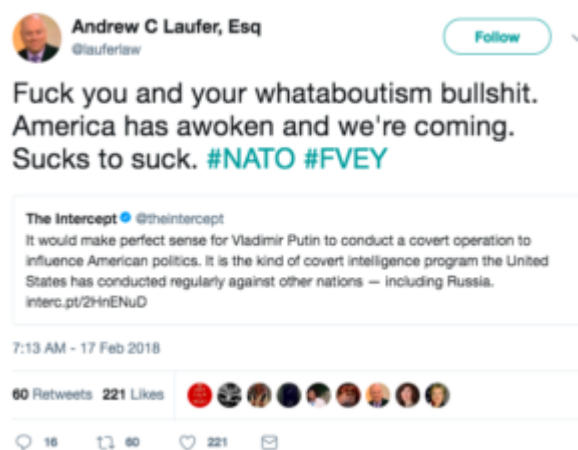 Andrew C Laufer, Esq
@lauferlaw
Follow
Fuck you and your whataboutism bullshit.
America has awoken and we're coming.
Sucks to suck. #NATO #FVEY
The Intercept @theintercept
It would make perfect sense for Vladimir Putin to conduct a covert operation to
influence American politics. It is the kind of covert intelligence program the United
States has conducted regularly against other nations — including Russia.
interc.pt/2HnENuD
7:13 AM - 17 Feb 2018
60 Retweets 221 Likes
16 60 221